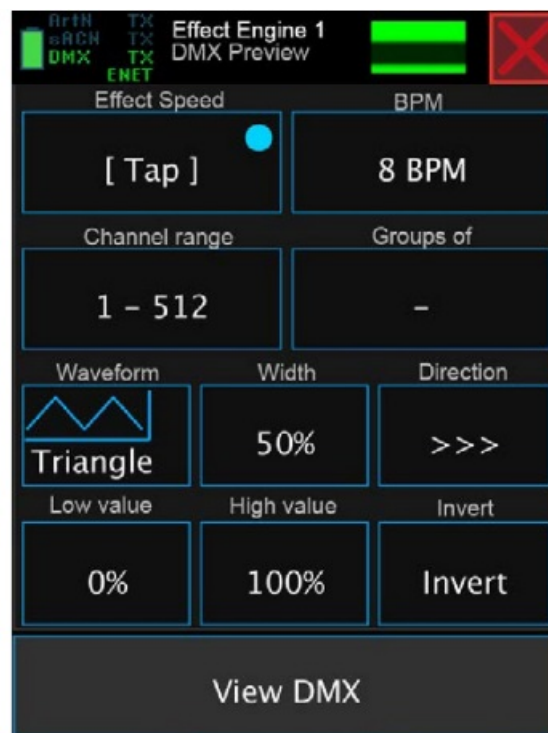 ArtN TX
sACN TX
DMX TX
ENET
Effect Engine 1
DMX Preview
Effect Speed
BPM
[ Tap ]
8 BPM
Channel range
Groups of
1 - 512
-
Waveform
Width
Direction
Triangle
50%
>>>
Low value
High value
Invert
0%
100%
Invert
View DMX